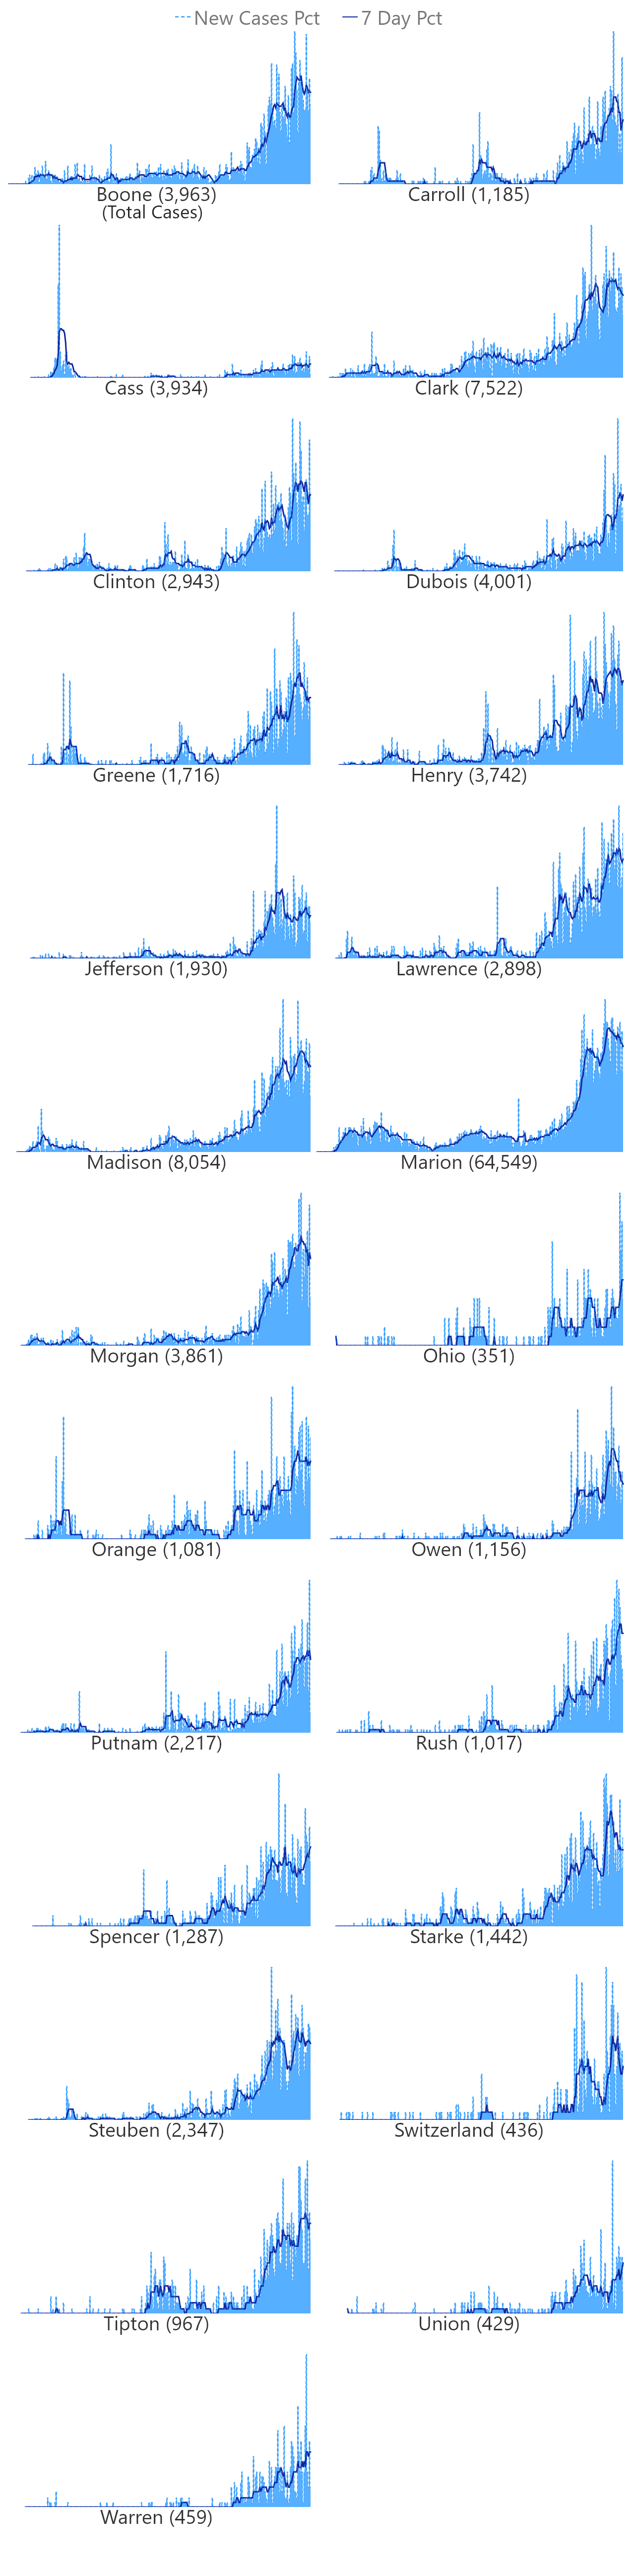 New Cases Pct 7 Day Pct
Boone (3,963) Carroll (1,185)
(Total Cases)
Cass (3,934) Clark (7,522)
Clinton (2,943) Dubois (4,001)
Greene (1,716) Henry (3,742)
Jefferson (1,930) Lawrence (2,898)
Madison (8,054) Marion (64,549)
Morgan (3,861) Ohio (351)
Orange (1,081) Owen (1,156)
Putnam (2,217) Rush (1,017)
Spencer (1,287) Starke (1,442)
Steuben (2,347) Switzerland (436)
Tipton (967) Union (429)
Warren (459)